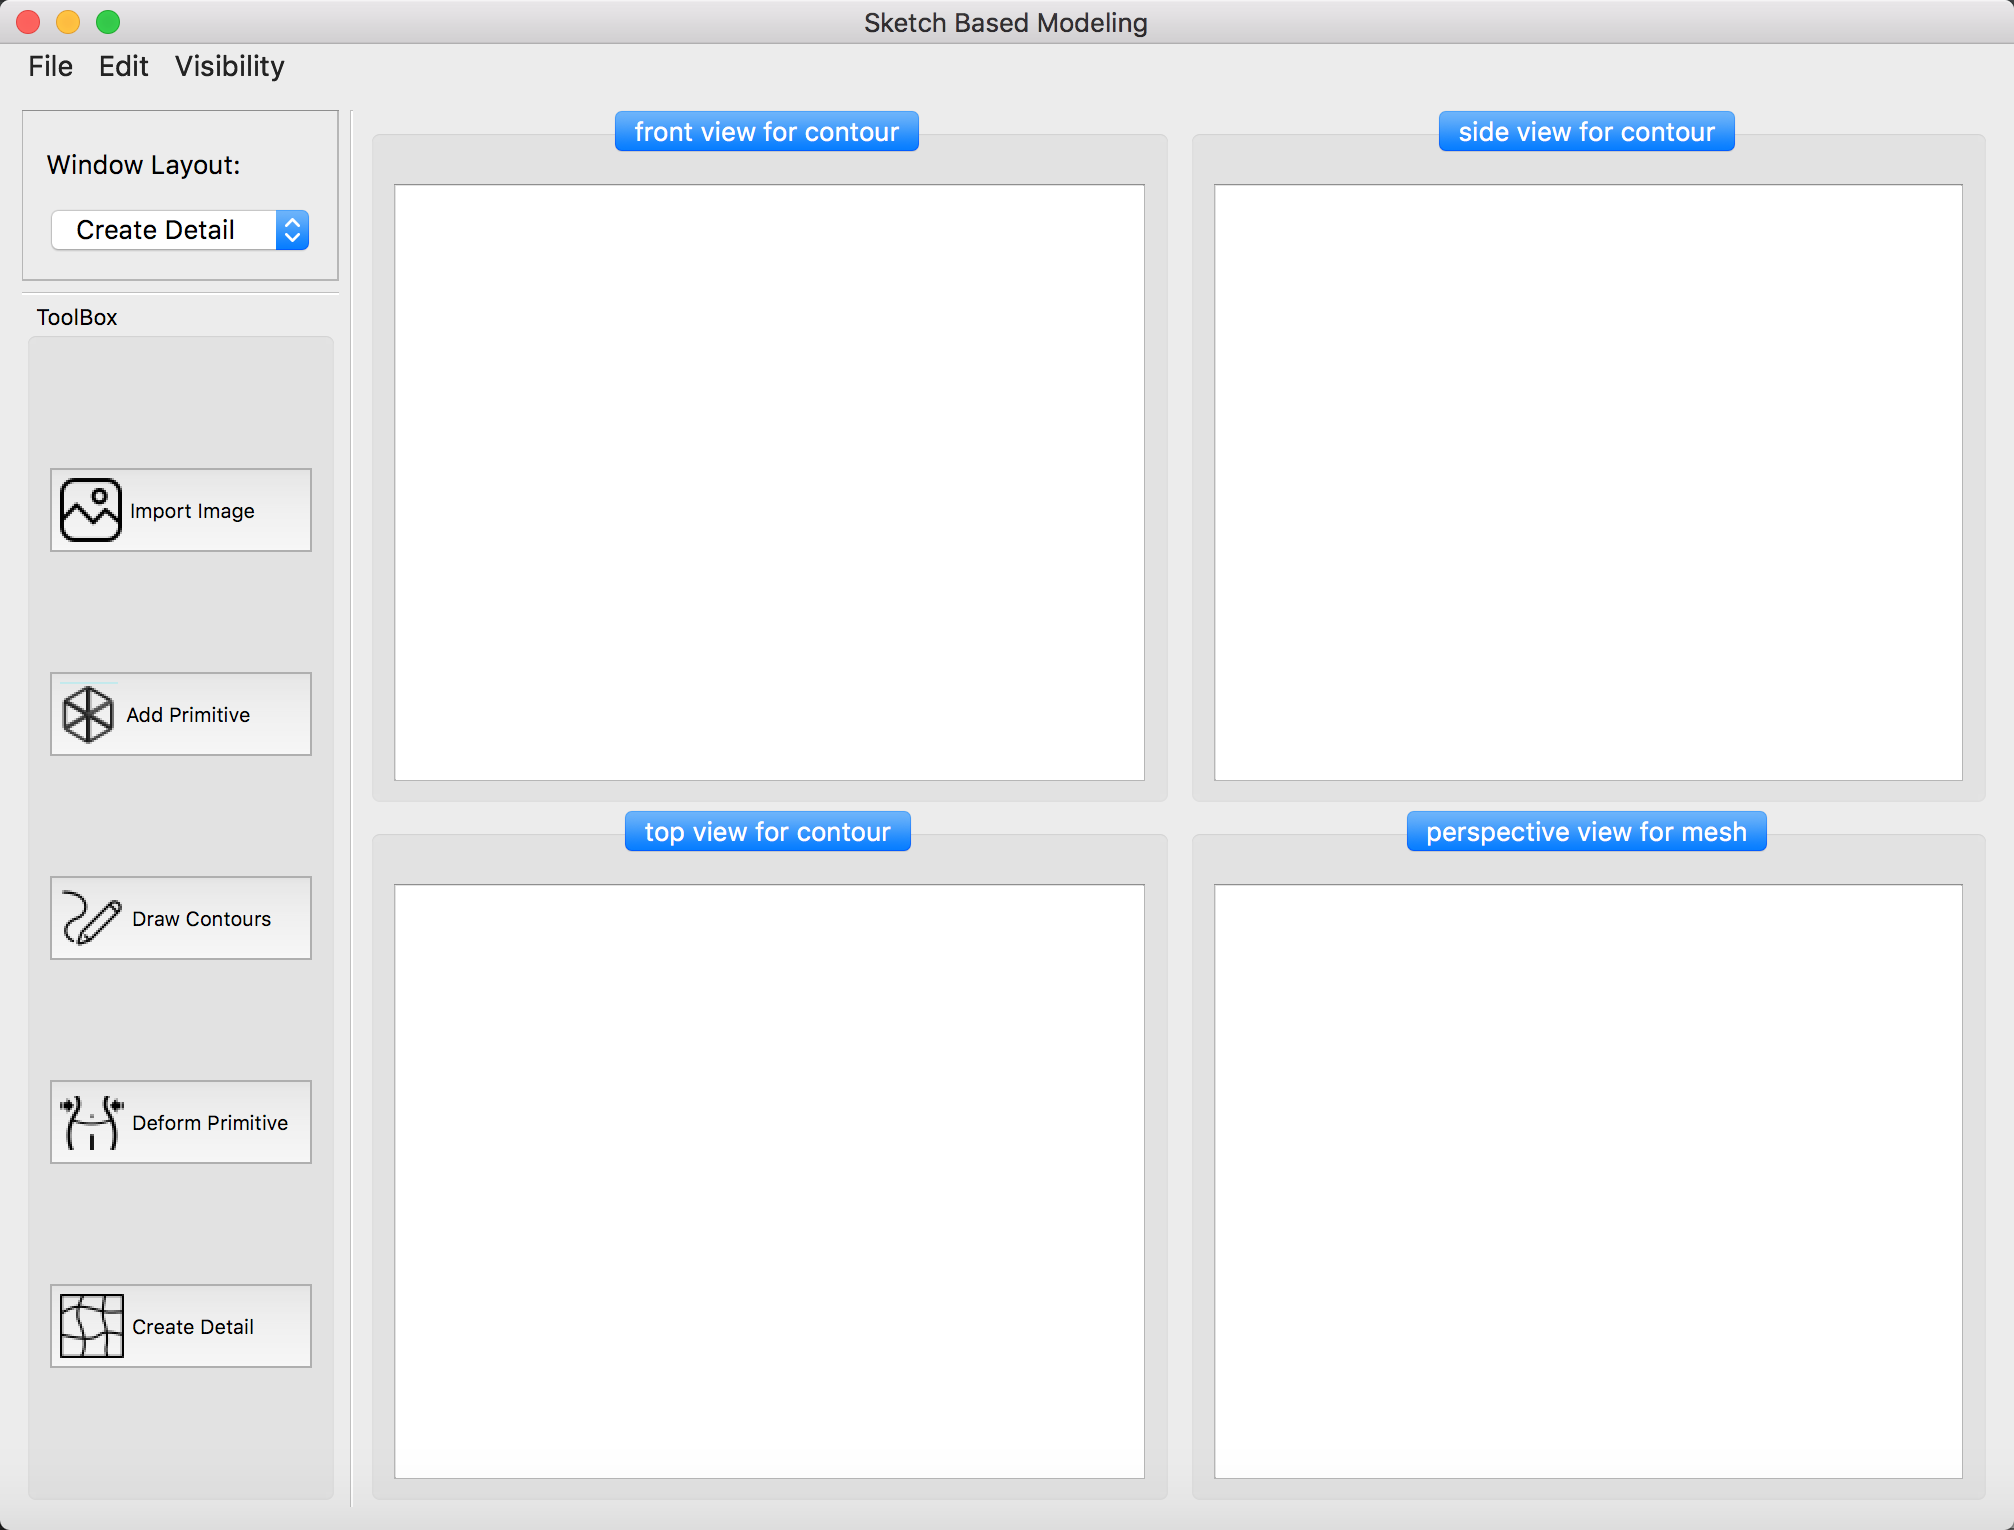 Sketch Based Modeling
File Edit Visibility
Window Layout:
Create Detail
ToolBox
Import Image
Add Primitive
Draw Contours
Deform Primitive
Create Detail
front view for contour
side view for contour
top view for contour
perspective view for mesh